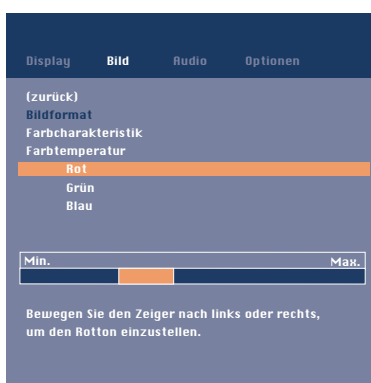 Display Bild Audio Optionen
(zurück)
Bildformat
Farbcharakteristik
Farbtemperatur
Rot
Grün
Blau
Min. Max.
Bewegen Sie den Zeiger nach links oder rechts,
um den Rotton einzustellen.